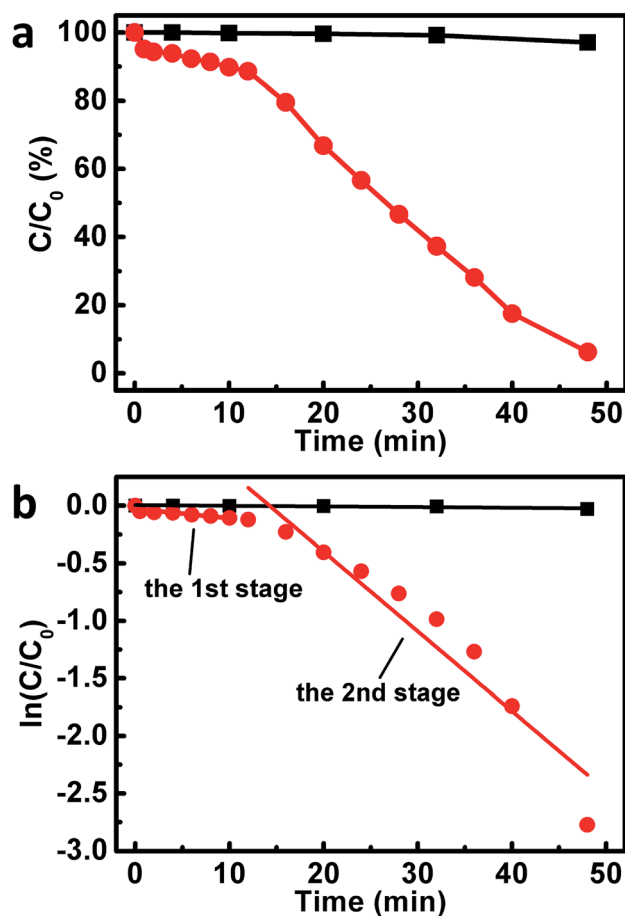 a
C/C0 (%)
100
80
60
40
20
0
0 10 20 30 40 50
Time (min)
b
ln(C/C0)
0.0
-0.5
-1.0
-1.5
-2.0
-2.5
-3.0
the 1st stage
the 2nd stage
0 10 20 30 40 50
Time (min)